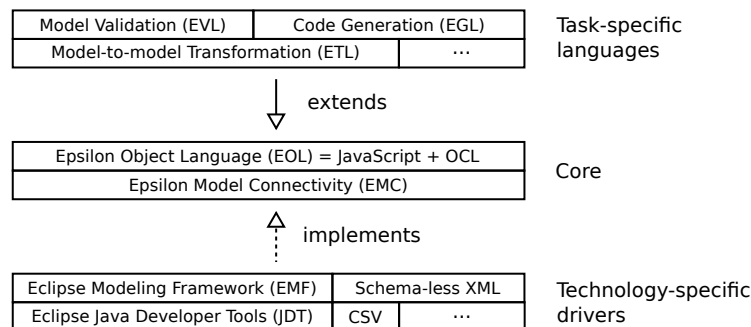 Model Validation (EVL) Code Generation (EGL)
Model-to-model Transformation (ETL) ...
Task-specific
languages
extends
Epsilon Object Language (EOL) = JavaScript + OCL
Epsilon Model Connectivity (EMC)
Core
implements
Eclipse Modeling Framework (EMF) Schema-less XML
Eclipse Java Developer Tools (JDT) CSV ...
Technology-specific
drivers